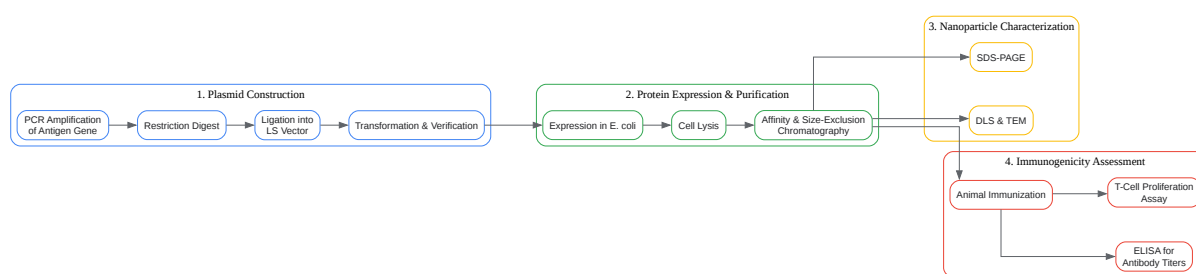 1. Plasmid Construction
PCR Amplification
of Antigen Gene
Restriction Digest
Ligation into
LS Vector
Transformation & Verification
2. Protein Expression & Purification
Expression in E. coli
Cell Lysis
Affinity & Size-Exclusion
Chromatography
3. Nanoparticle Characterization
SDS-PAGE
DLS & TEM
4. Immunogenicity Assessment
Animal Immunization
T-Cell Proliferation
Assay
ELISA for
Antibody Titers